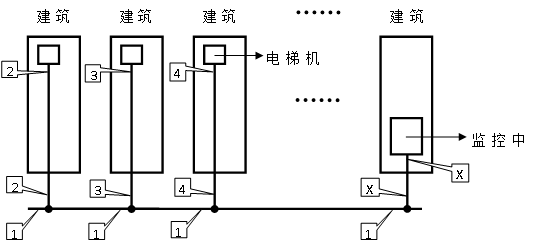 建筑 建筑 建筑 …… 建筑
2 3 4 电梯机
……
监控中
X
2 3 4 X
1 1 1 1